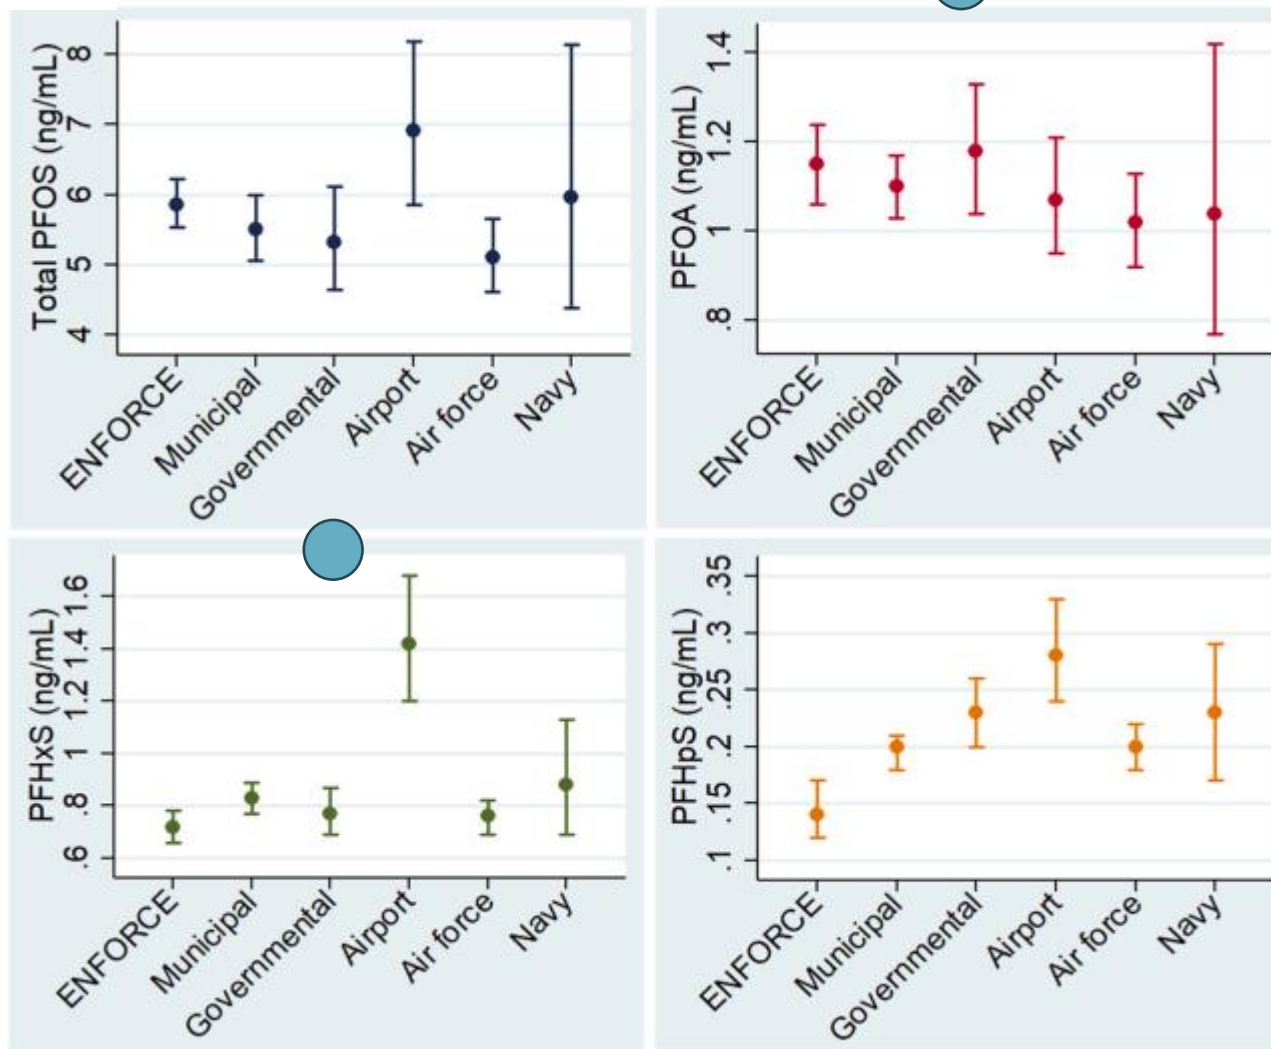 Total PFOS (ng/mL)
8
7
6
5
4
ENFORCE
Municipal
Governmental
Airport
Air force
Navy
PFOA (ng/mL)
1.4
1.2
1
.8
ENFORCE
Municipal
Governmental
Airport
Air force
Navy
PFHxS (ng/mL)
1.6
1.4
1.2
1
.8
.6
ENFORCE
Municipal
Governmental
Airport
Air force
Navy
PFHpS (ng/mL)
.35
.3
.25
.2
.15
.1
ENFORCE
Municipal
Governmental
Airport
Air force
Navy